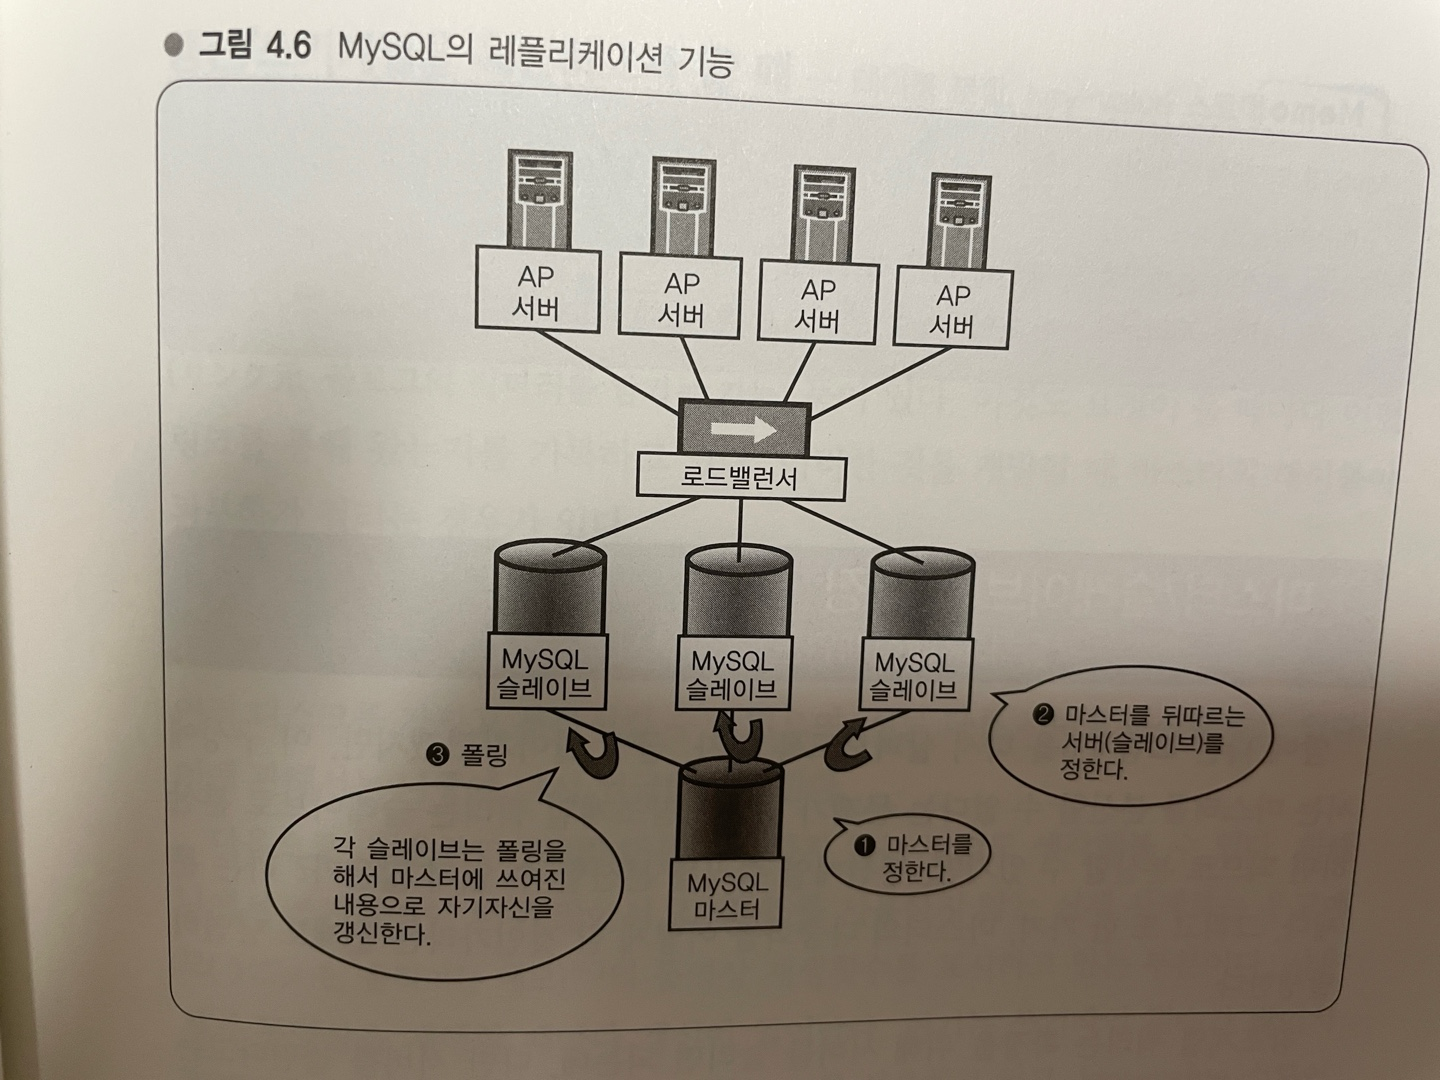 ● 그림 4.6 MySQL의 레플리케이션 기능
AP
서버
AP
서버
AP
서버
AP
서버
로드밸런서
MySQL
슬레이브
MySQL
슬레이브
MySQL
슬레이브
❷ 마스터를 뒤따르는
서버(슬레이브)를
정한다.
❸ 폴링
각 슬레이브는 폴링을
해서 마스터에 쓰여진
내용으로 자기자신을
갱신한다.
❶ 마스터를
정한다.
MySQL
마스터